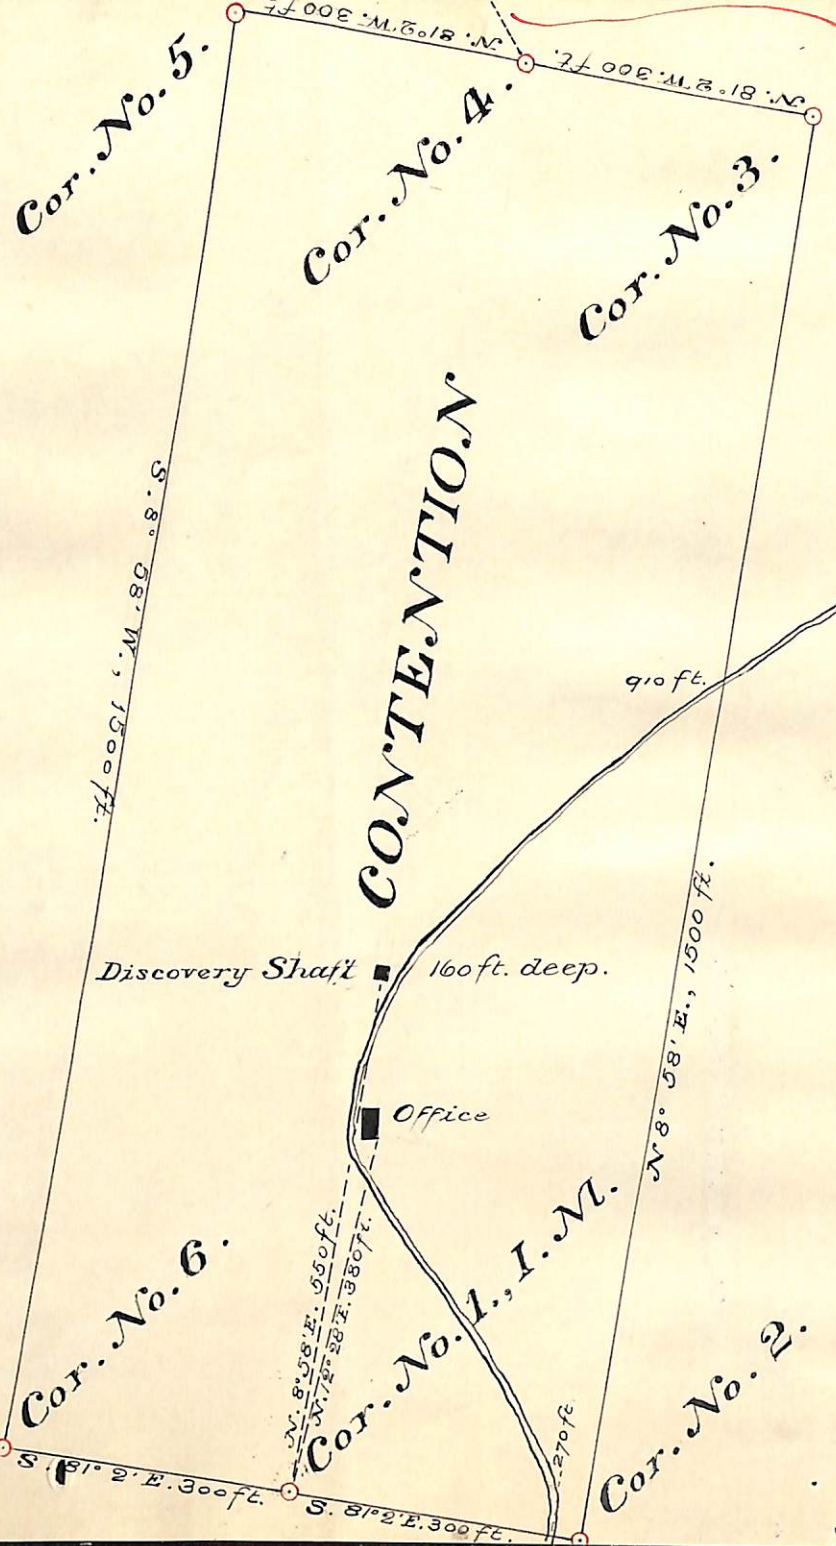 N. 81° 2' W. 300 ft.
N. 81° 2' W. 300 ft.
Cor. No. 5.
Cor. No. 4.
Cor. No. 3.
CONTENTION
S. 8° 58' W., 1500 ft.
910 ft.
N 8° 58' E., 1500 ft.
Discovery Shaft
160 ft. deep.
Office
N. 8° 58' E. 550 ft.
N. 12° 28' E. 380 ft.
Cor. No. 6.
Cor. No. 1., I. M.
Cor. No. 2.
270 ft.
S. 81° 2' E. 300 ft.
S. 81° 2' E. 300 ft.